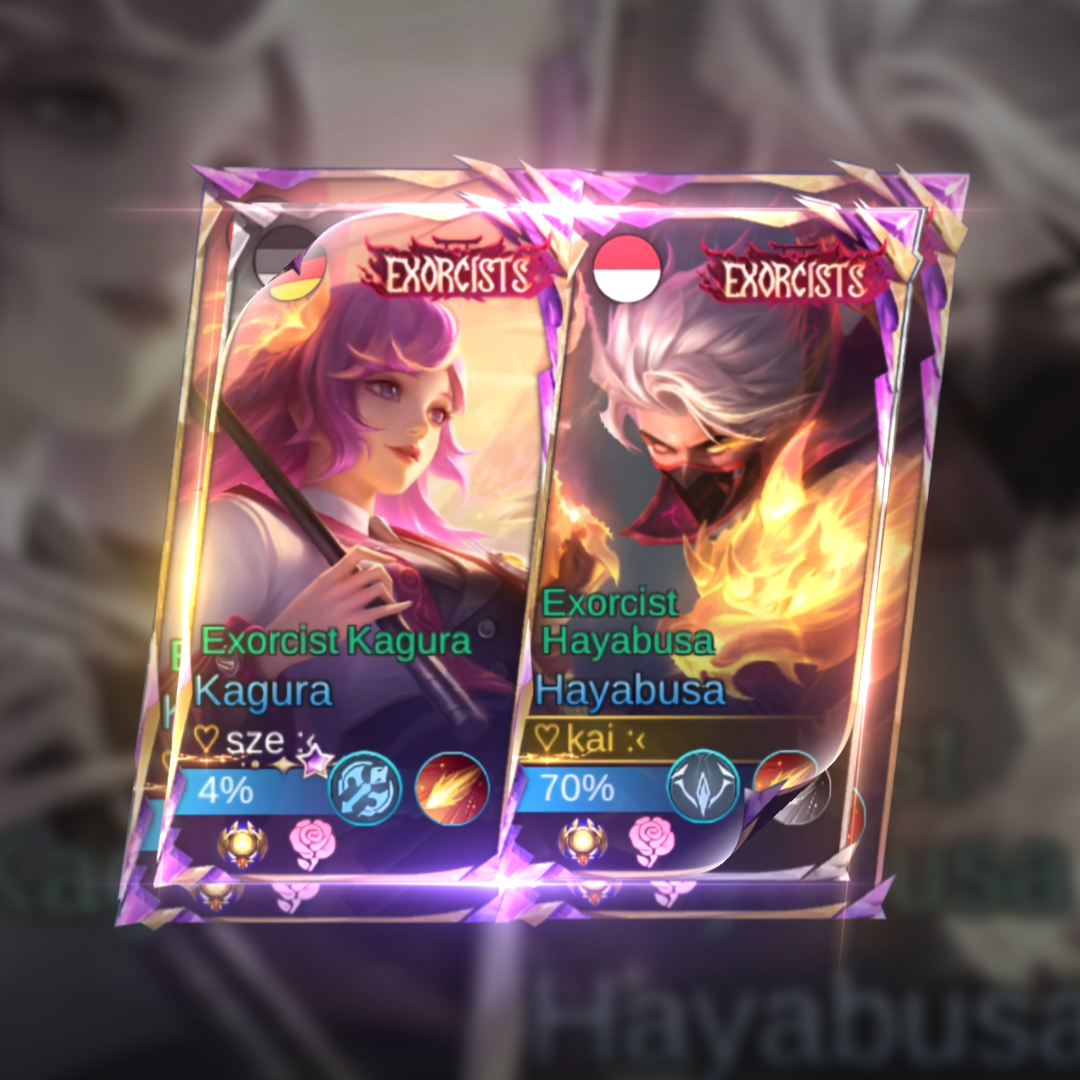 EXORCISTS
Exorcist Kagura
Kagura
♡ sze :‹
4%
EXORCISTS
Exorcist
Hayabusa
Hayabusa
♡ kai :‹
70%
Hayabusa